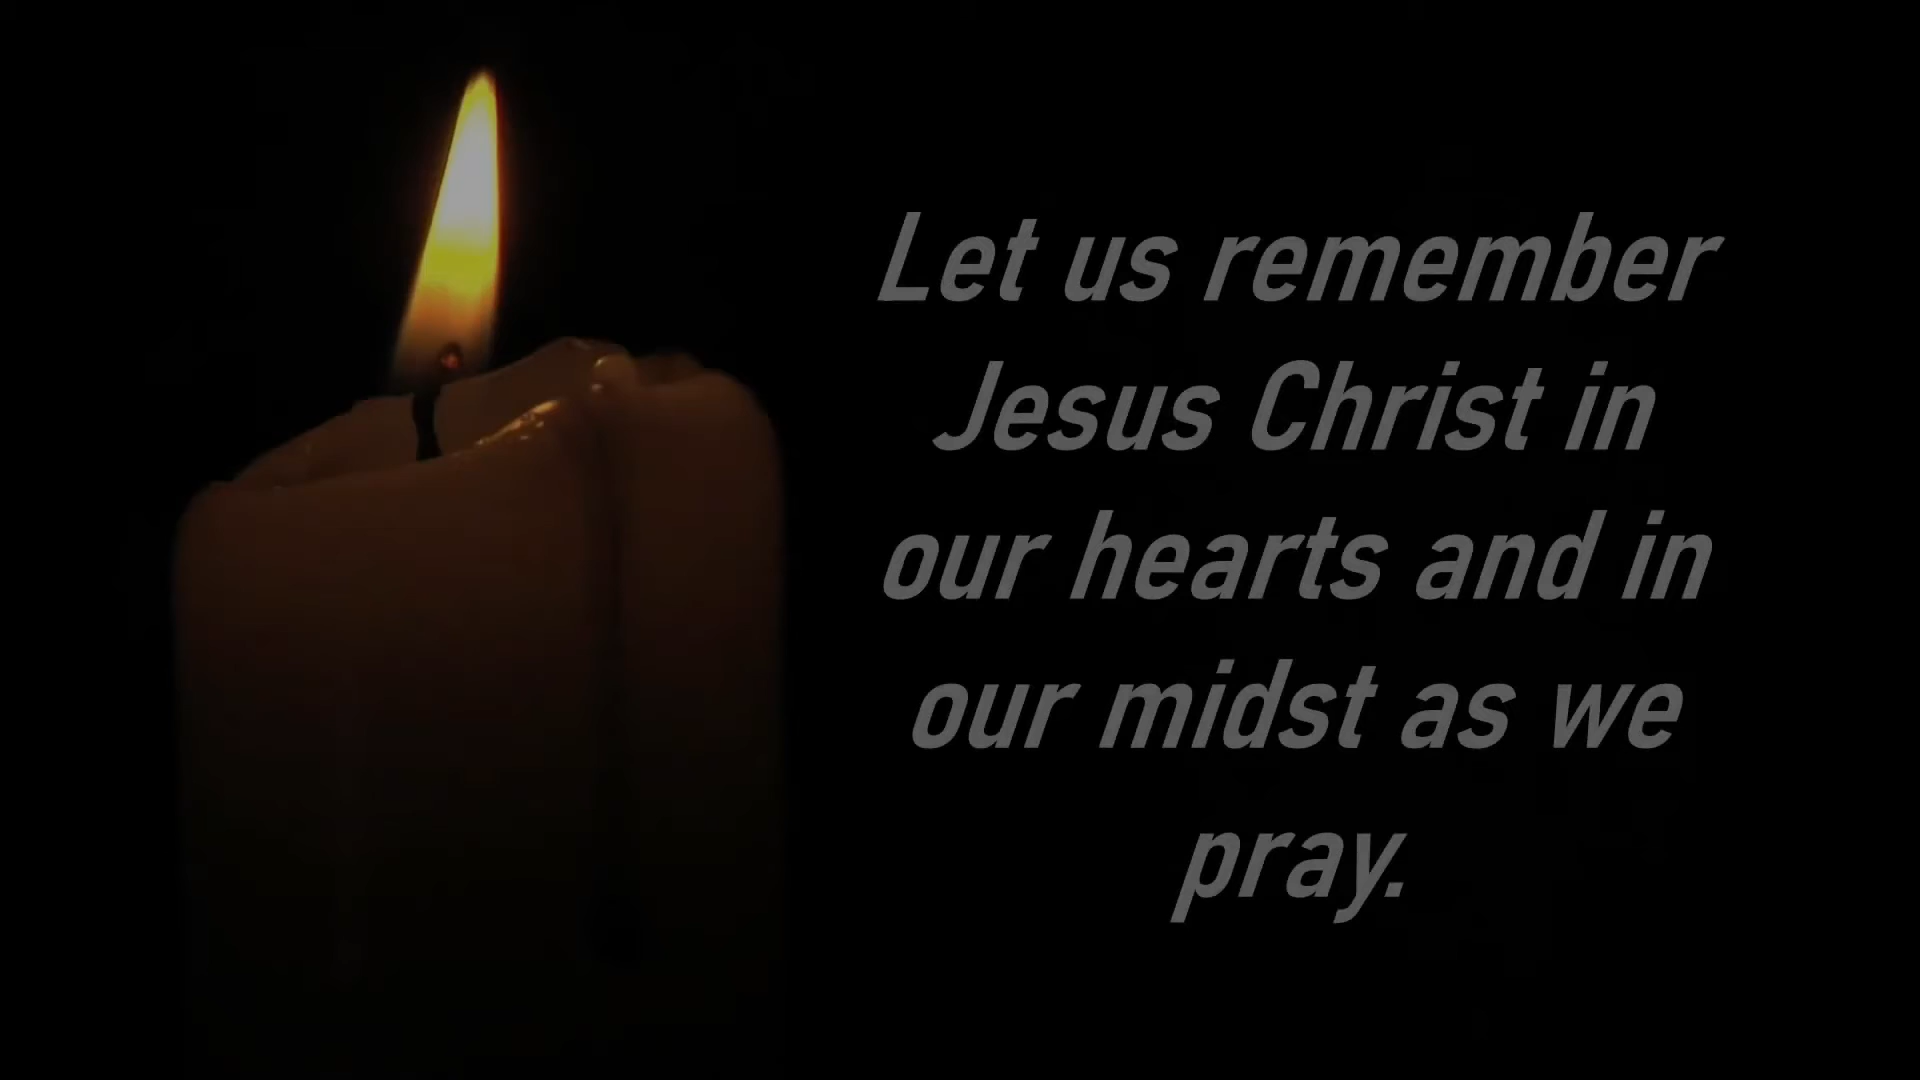 Let us remember
Jesus Christ in
our hearts and in
our midst as we
pray.